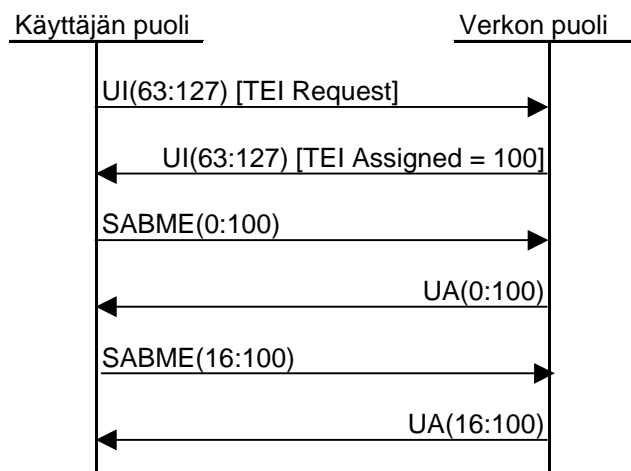 Käyttäjän puoli
Verkon puoli
UI(63:127) [TEI Request]
UI(63:127) [TEI Assigned = 100]
SABME(0:100)
UA(0:100)
SABME(16:100)
UA(16:100)